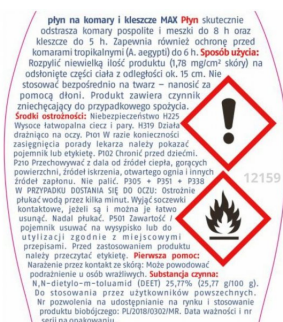 płyn na komary i kleszcze MAX Płyn skutecznie
odstrasza komary pospolite i meszki do 8 h oraz
kleszcze do 5 h. Zapewnia również ochronę przed
komarami tropikalnymi (A. aegypti) do 6 h. Sposób użycia:
Rozpylić niewielką ilość produktu (1,78 mg/cm² skóry) na
odsłonięte części ciała z odległości ok. 15 cm. Nie
stosować bezpośrednio na twarz – nanosić za
pomocą dłoni. Produkt zawiera czynnik
zniechęcający do przypadkowego spożycia.
Środki ostrożności: Niebezpieczeństwo H225
Wysoce łatwopalna ciecz i pary. H319 Działa
drażniąco na oczy. P101 W razie konieczności
zasięgnięcia porady lekarza należy pokazać
pojemnik lub etykietę. P102 Chronić przed dziećmi.
P210 Przechowywać z dala od źródeł ciepła, gorących
powierzchni, źródeł iskrzenia, otwartego ognia i innych
źródeł zapłonu. Nie palić. P305 + P351 + P338
W PRZYPADKU DOSTANIA SIĘ DO OCZU: Ostrożnie
płukać wodą przez kilka minut. Wyjąć soczewki
kontaktowe, jeżeli są i można je łatwo
usunąć. Nadal płukać. P501 Zawartość /
pojemnik usuwać na wysypisko lub do
utylizacji zgodnie z miejscowymi
przepisami. Przed zastosowaniem produktu
należy przeczytać etykietę. Pierwsza pomoc:
Narażenie przez kontakt ze skórą: Może powodować
podrażnienie u osób wrażliwych. Substancja czynna:
N,N-dietylo-m-toluamid (DEET) 25,77% (25,77 g/100 g).
Do stosowania przez użytkowników powszechnych.
Nr pozwolenia na udostępnianie na rynku i stosowanie
produktu biobójczego: PL/2018/0302/MR. Data ważności i nr
serii na opakowaniu
12159